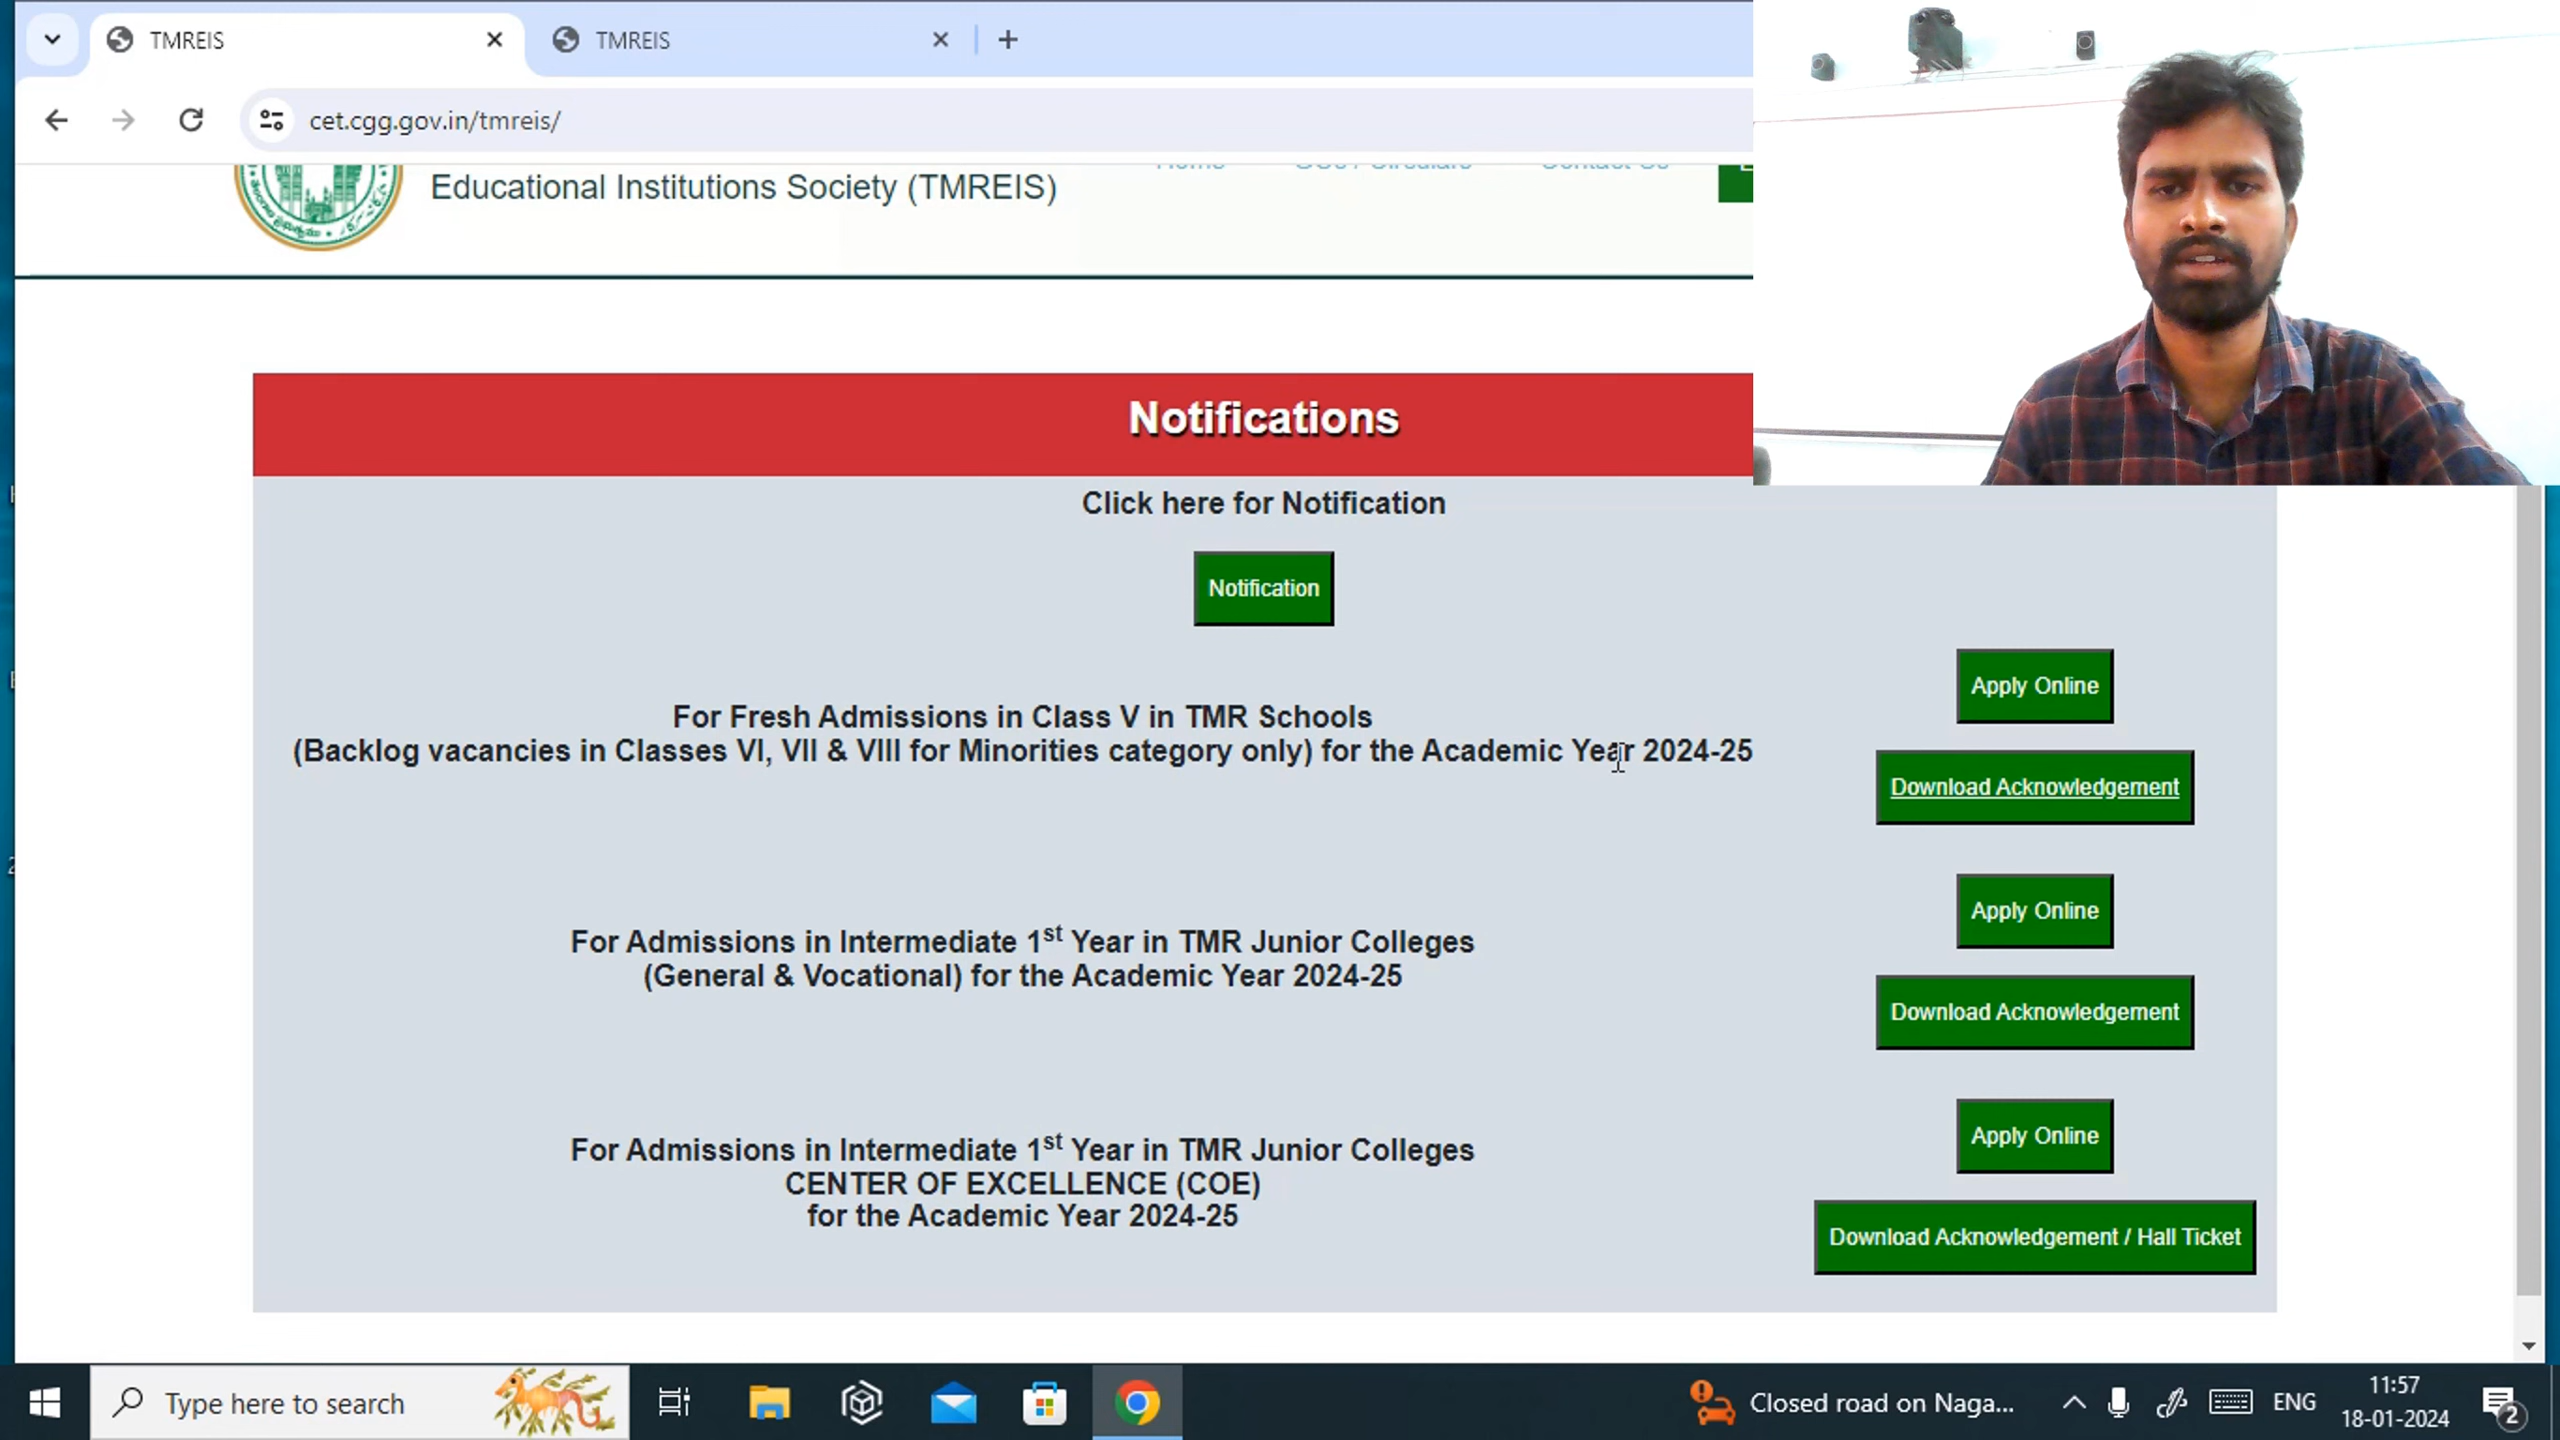 TMREIS
TMREIS
cet.cgg.gov.in/tmreis/
Educational Institutions Society (TMREIS)
Notifications
Click here for Notification
Notification
Apply Online
For Fresh Admissions in Class V in TMR Schools
(Backlog vacancies in Classes VI, VII & VIII for Minorities category only) for the Academic Year 2024-25
Download Acknowledgement
Apply Online
For Admissions in Intermediate 1st Year in TMR Junior Colleges
(General & Vocational) for the Academic Year 2024-25
Download Acknowledgement
Apply Online
For Admissions in Intermediate 1st Year in TMR Junior Colleges
CENTER OF EXCELLENCE (COE)
for the Academic Year 2024-25
Download Acknowledgement / Hall Ticket
Type here to search
Closed road on Naga...
ENG
11:57
18-01-2024
2